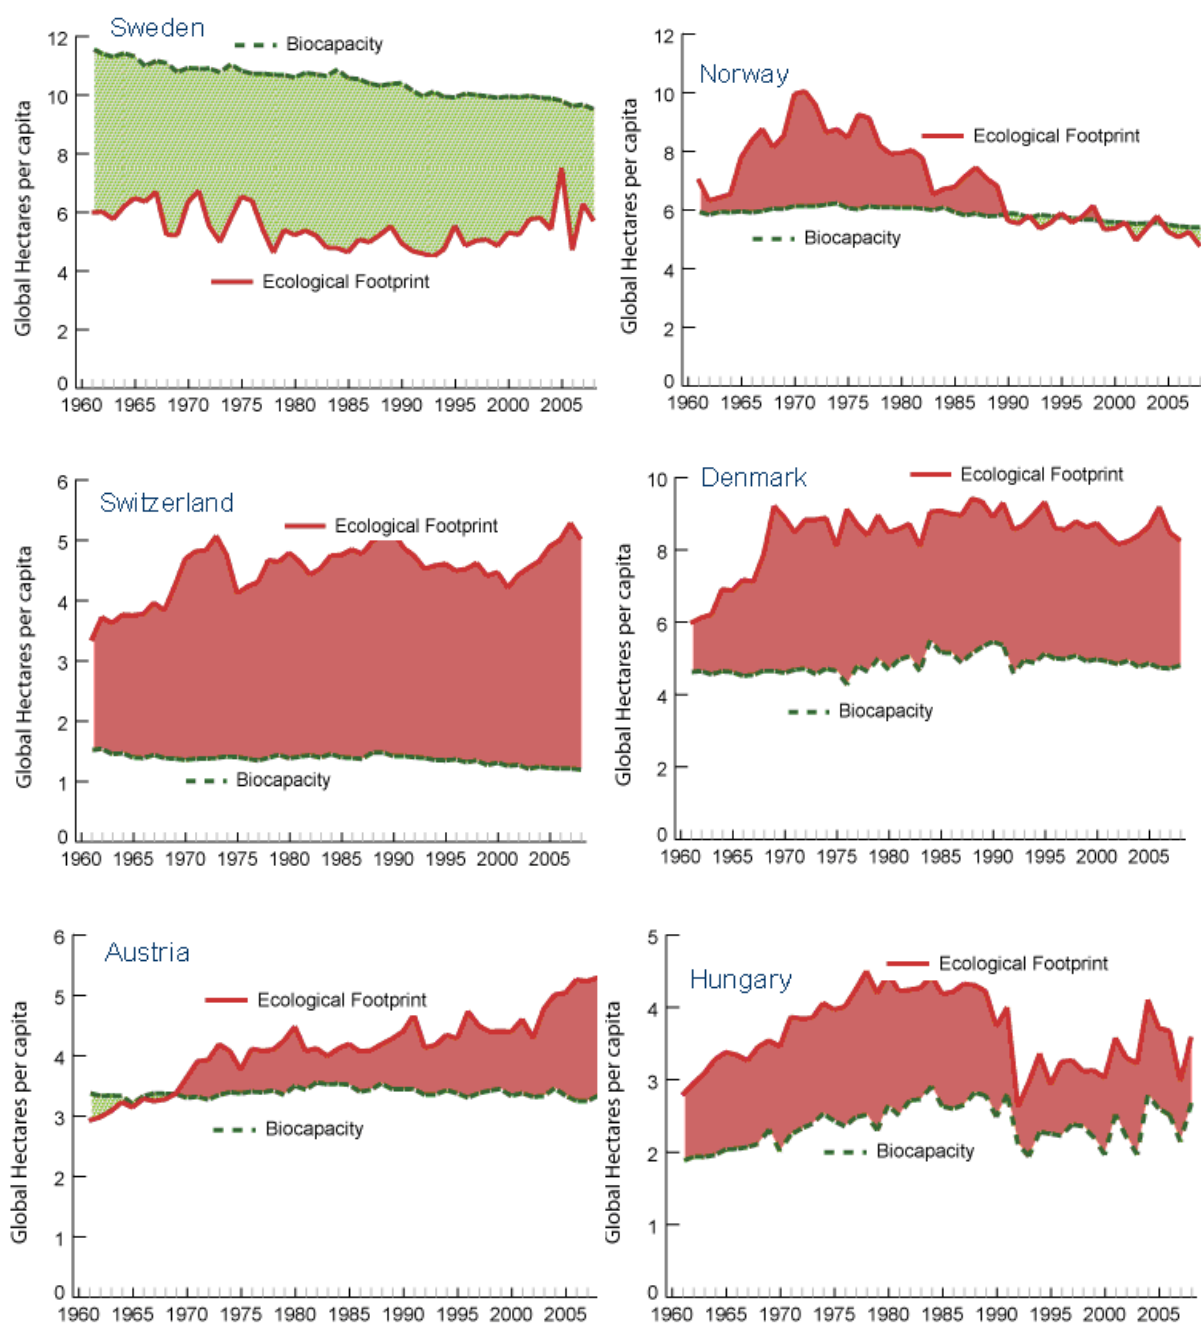 Sweden
Biocapacity
Global Hectares per capita
12
10
8
6
4
2
0
Ecological Footprint
1960 1965 1970 1975 1980 1985 1990 1995 2000 2005
Norway
Global Hectares per capita
12
10
8
6
4
2
0
Ecological Footprint
Biocapacity
1960 1965 1970 1975 1980 1985 1990 1995 2000 2005
Switzerland
Global Hectares per capita
6
5
4
3
2
1
0
Ecological Footprint
Biocapacity
1960 1965 1970 1975 1980 1985 1990 1995 2000 2005
Denmark
Global Hectares per capita
10
8
6
4
2
0
Ecological Footprint
Biocapacity
1960 1965 1970 1975 1980 1985 1990 1995 2000 2005
Austria
Global Hectares per capita
6
5
4
3
2
1
0
Ecological Footprint
Biocapacity
1960 1965 1970 1975 1980 1985 1990 1995 2000 2005
Hungary
Global Hectares per capita
5
4
3
2
1
0
Ecological Footprint
Biocapacity
1960 1965 1970 1975 1980 1985 1990 1995 2000 2005